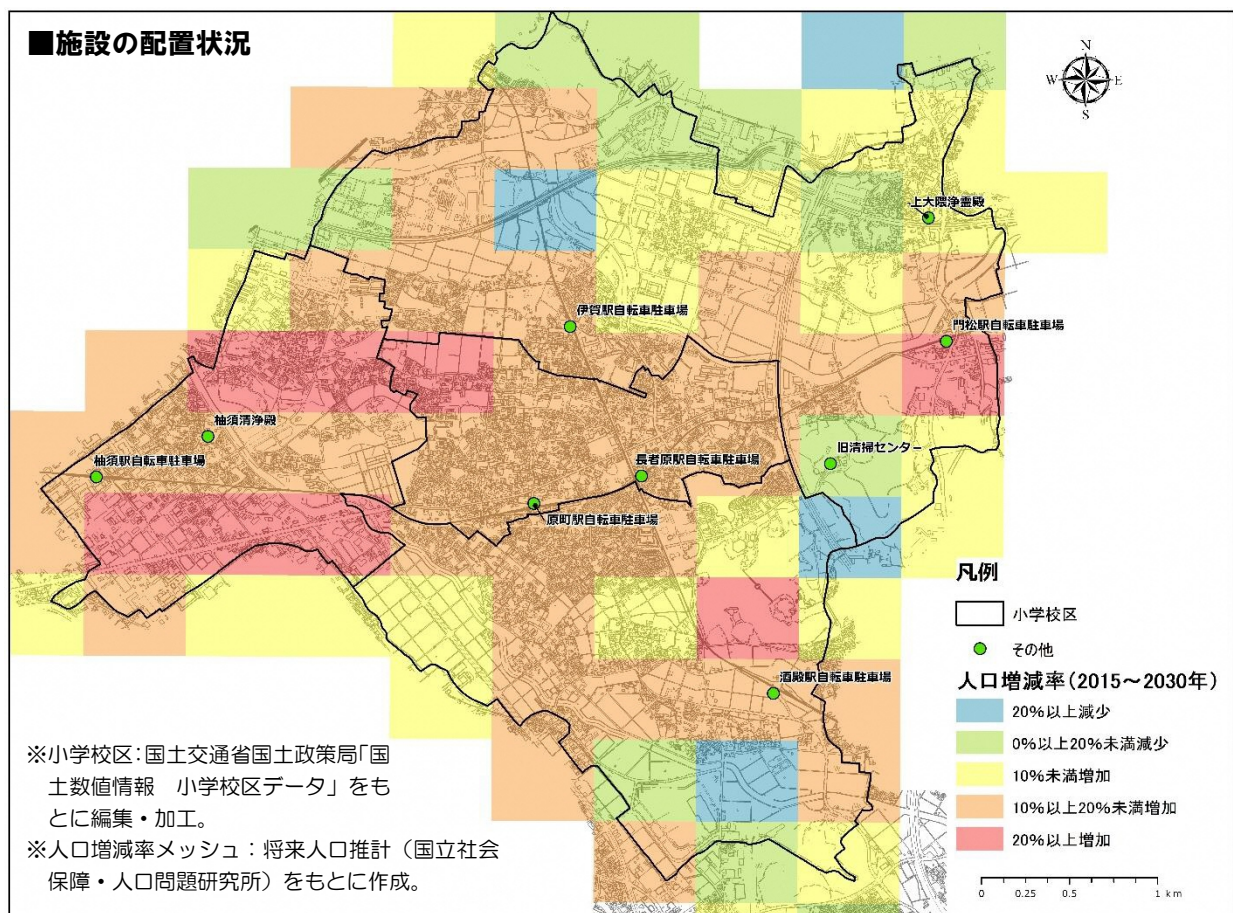 ■施設の配置状況
N
W E
S
上大隈浄霊殿
伊賀駅自転車駐車場
門松駅自転車駐車場
柚須清浄殿
柚須駅自転車駐車場
長者原駅自転車駐車場
旧清掃センター
原町駅自転車駐車場
酒殿駅自転車駐車場
凡例
小学校区
その他
人口増減率(2015～2030年)
20%以上減少
0%以上20%未満減少
10%未満増加
10%以上20%未満増加
20%以上増加
0 0.25 0.5 1 km
※小学校区：国土交通省国土政策局「国
土数値情報　小学校区データ」をも
とに編集・加工。
※人口増減率メッシュ：将来人口推計（国立社会
保障・人口問題研究所）をもとに作成。